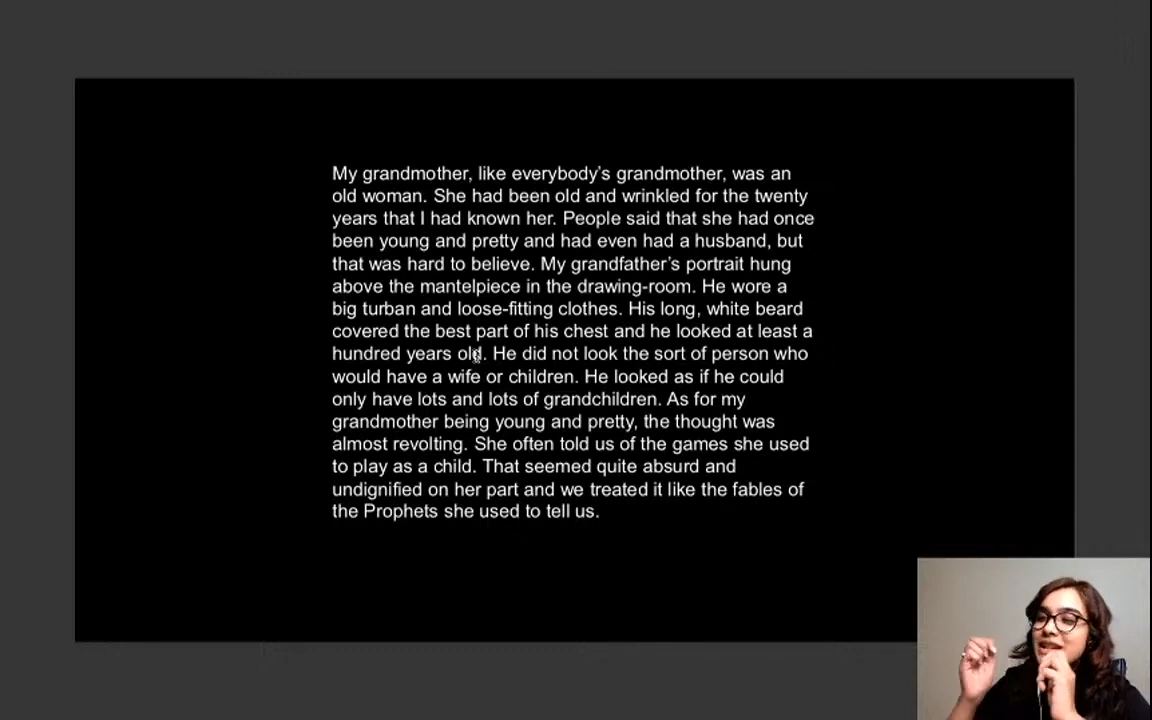 My grandmother, like everybody’s grandmother, was an
old woman. She had been old and wrinkled for the twenty
years that I had known her. People said that she had once
been young and pretty and had even had a husband, but
that was hard to believe. My grandfather’s portrait hung
above the mantelpiece in the drawing-room. He wore a
big turban and loose-fitting clothes. His long, white beard
covered the best part of his chest and he looked at least a
hundred years old. He did not look the sort of person who
would have a wife or children. He looked as if he could
only have lots and lots of grandchildren. As for my
grandmother being young and pretty, the thought was
almost revolting. She often told us of the games she used
to play as a child. That seemed quite absurd and
undignified on her part and we treated it like the fables of
the Prophets she used to tell us.